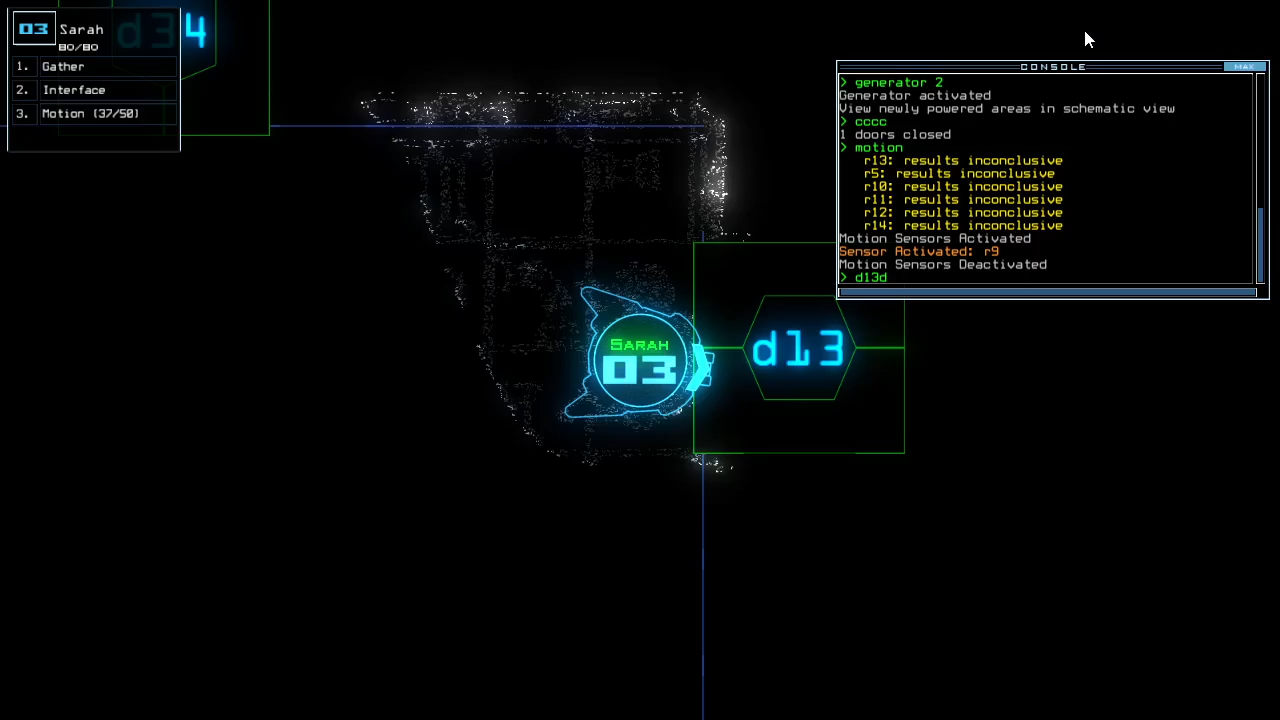 03 Sarah
80/80
1. Gather
2. Interface
3. Motion (37/50)
d34
CONSOLE
MAX
> generator 2
Generator activated
View newly powered areas in schematic view
> cccc
1 doors closed
> motion
r13: results inconclusive
r5: results inconclusive
r10: results inconclusive
r11: results inconclusive
r12: results inconclusive
r14: results inconclusive
Motion Sensors Activated
Sensor Activated: r9
Motion Sensors Deactivated
> d13d
Sarah
03
d13